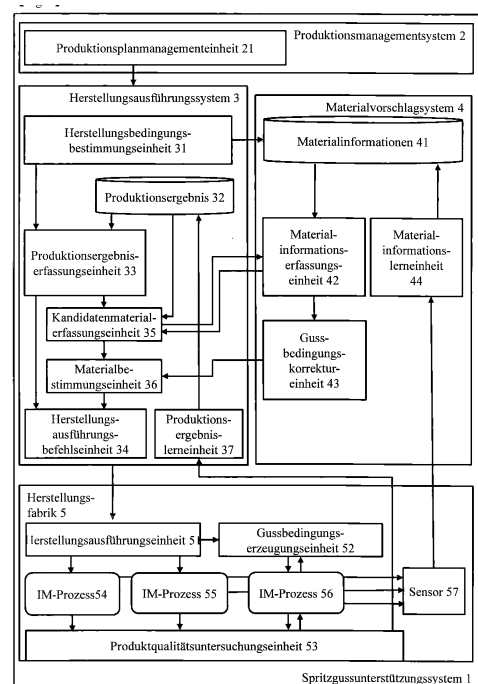 Produktionsmanagementsystem 2
Produktionsplanmanagementeinheit 21
Herstellungsausführungssystem 3
Materialvorschlagsystem 4
Herstellungsbedingungs-
bestimmungseinheit 31
Materialinformationen 41
Produktionsergebnis 32
Produktionsergebnis-
erfassungseinheit 33
Material-
informations-
erfassungs-
einheit 42
Material-
informations-
lerneinheit
44
Kandidatenmaterial-
erfassungseinheit 35
Materialbe-
stimmungseinheit 36
Guss-
bedingungs-
korrektur-
einheit 43
Herstellungs-
ausführungs-
befehlseinheit 34
Produktions-
ergebnis-
lerneinheit 37
Herstellungs-
fabrik 5
Herstellungsausführungseinheit 51
Gussbedingungs-
erzeugungseinheit 52
IM-Prozess54
IM-Prozess 55
IM-Prozess 56
Sensor 57
Produktqualitätsuntersuchungseinheit 53
Spritzgussunterstützungssystem 1